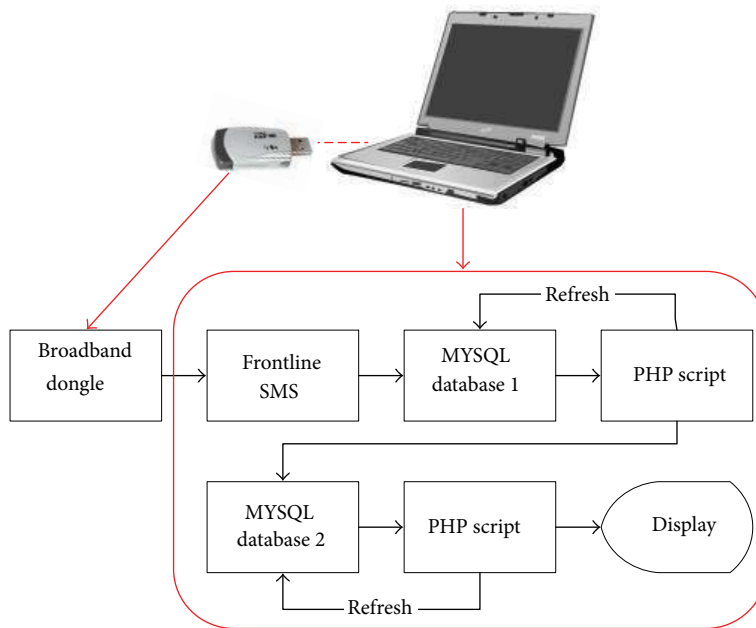 Refresh
Broadband
dongle
Frontline
SMS
MYSQL
database 1
PHP script
MYSQL
database 2
PHP script
Display
Refresh